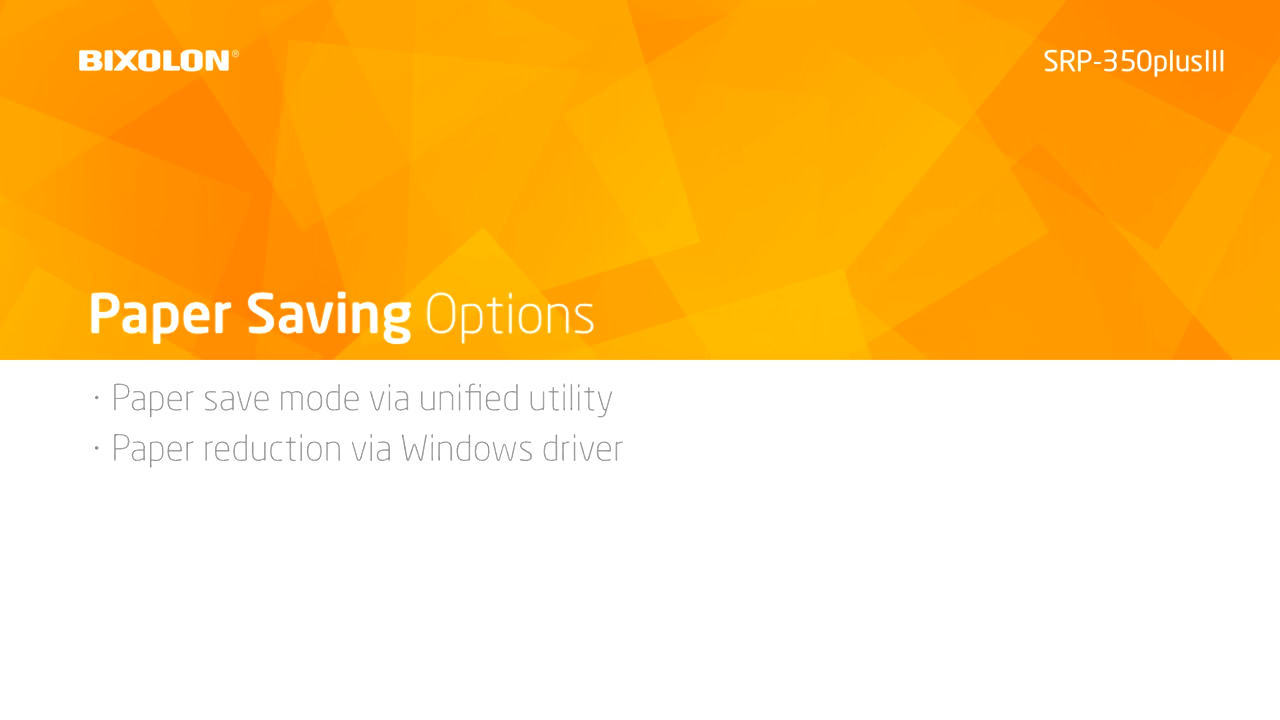 BIXOLON®
SRP-350plusIII
Paper Saving Options
· Paper save mode via unified utility
· Paper reduction via Windows driver